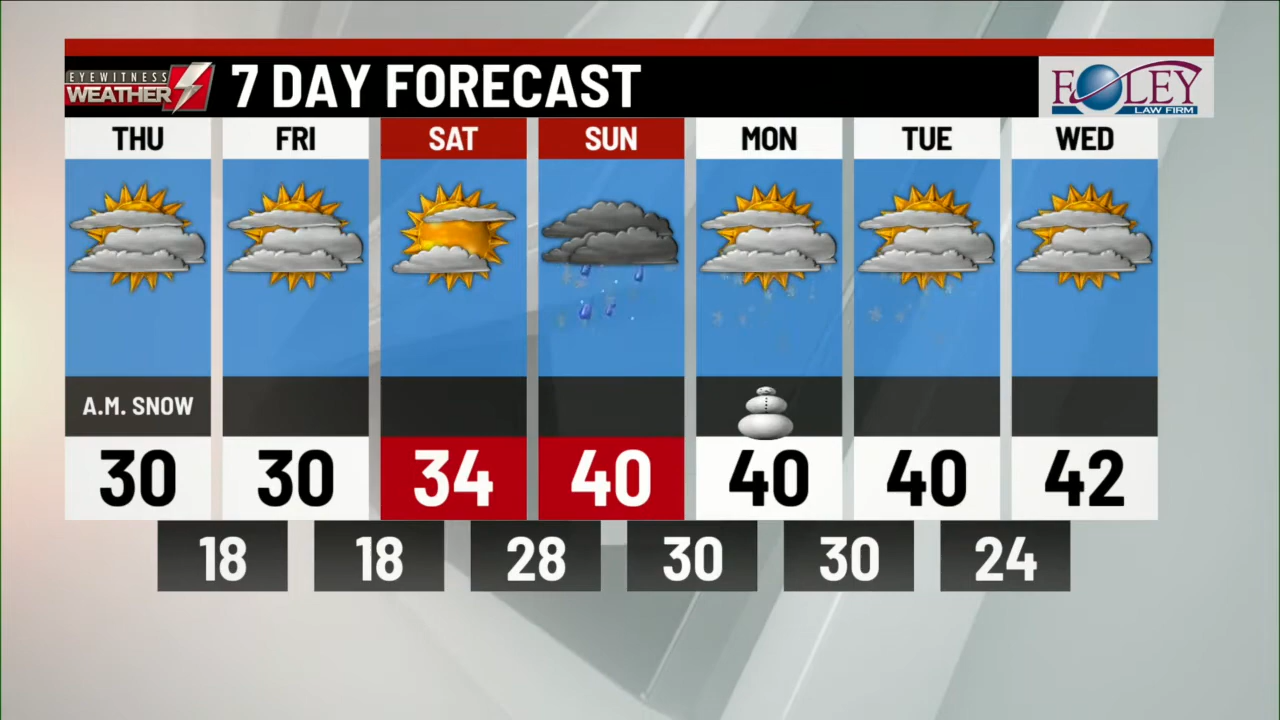 EYEWITNESS
WEATHER
7 DAY FORECAST
FOLEY
LAW FIRM
THU
FRI
SAT
SUN
MON
TUE
WED
A.M. SNOW
30
30
34
40
40
40
42
18
18
28
30
30
24